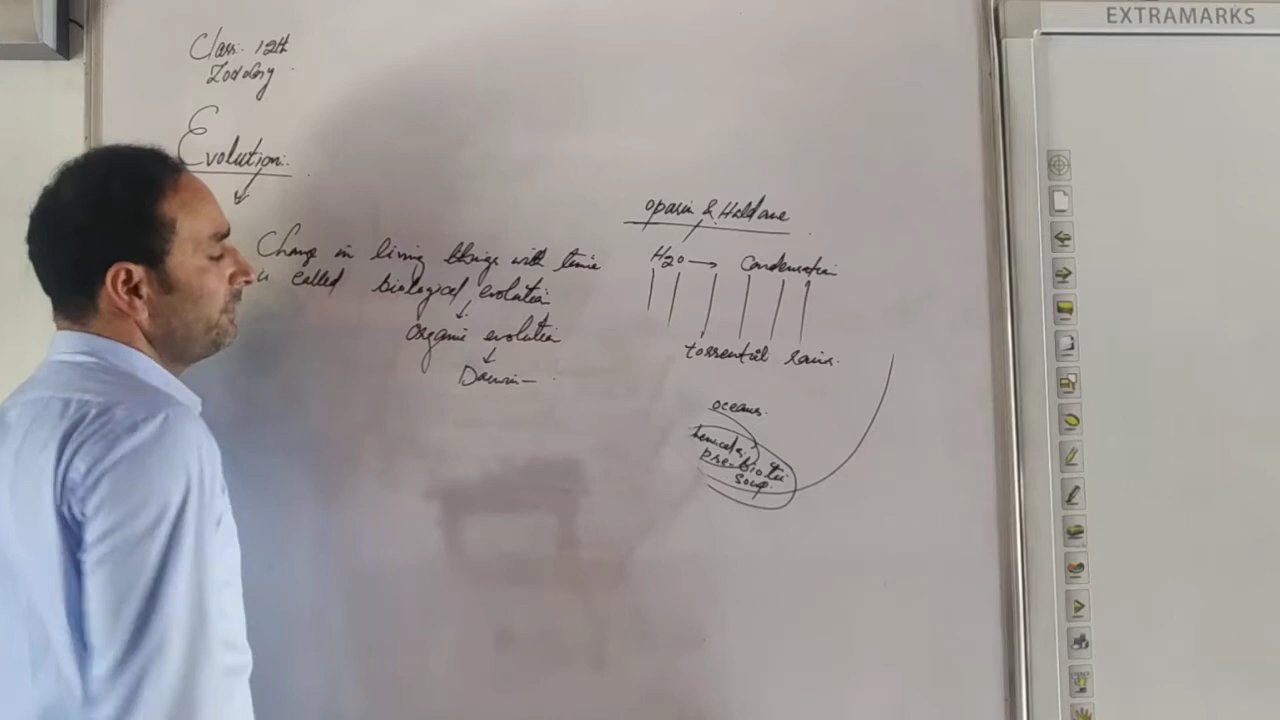 Class. 12th
Zoology
Evolution.
Change in living things with time
is called biological evolution
organic evolution
Darwin
Oparin & Haldane
H2O → Condensation
torrential rains.
oceans.
chemicals.
pre-biotic
soup.
EXTRAMARKS